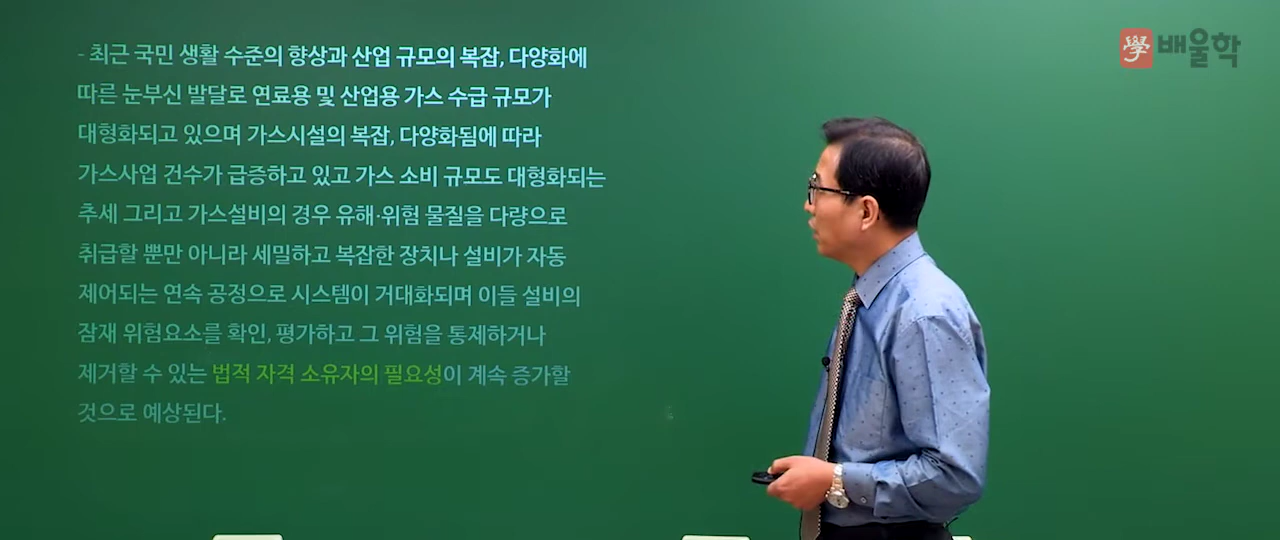 學 배울학
- 최근 국민 생활 수준의 향상과 산업 규모의 복잡, 다양화에
따른 눈부신 발달로 연료용 및 산업용 가스 수급 규모가
대형화되고 있으며 가스시설의 복잡, 다양화됨에 따라
가스사업 건수가 급증하고 있고 가스 소비 규모도 대형화되는
추세 그리고 가스설비의 경우 유해·위험 물질을 다량으로
취급할 뿐만 아니라 세밀하고 복잡한 장치나 설비가 자동
제어되는 연속 공정으로 시스템이 거대화되며 이들 설비의
잠재 위험요소를 확인, 평가하고 그 위험을 통제하거나
제거할 수 있는 법적 자격 소유자의 필요성이 계속 증가할
것으로 예상된다.